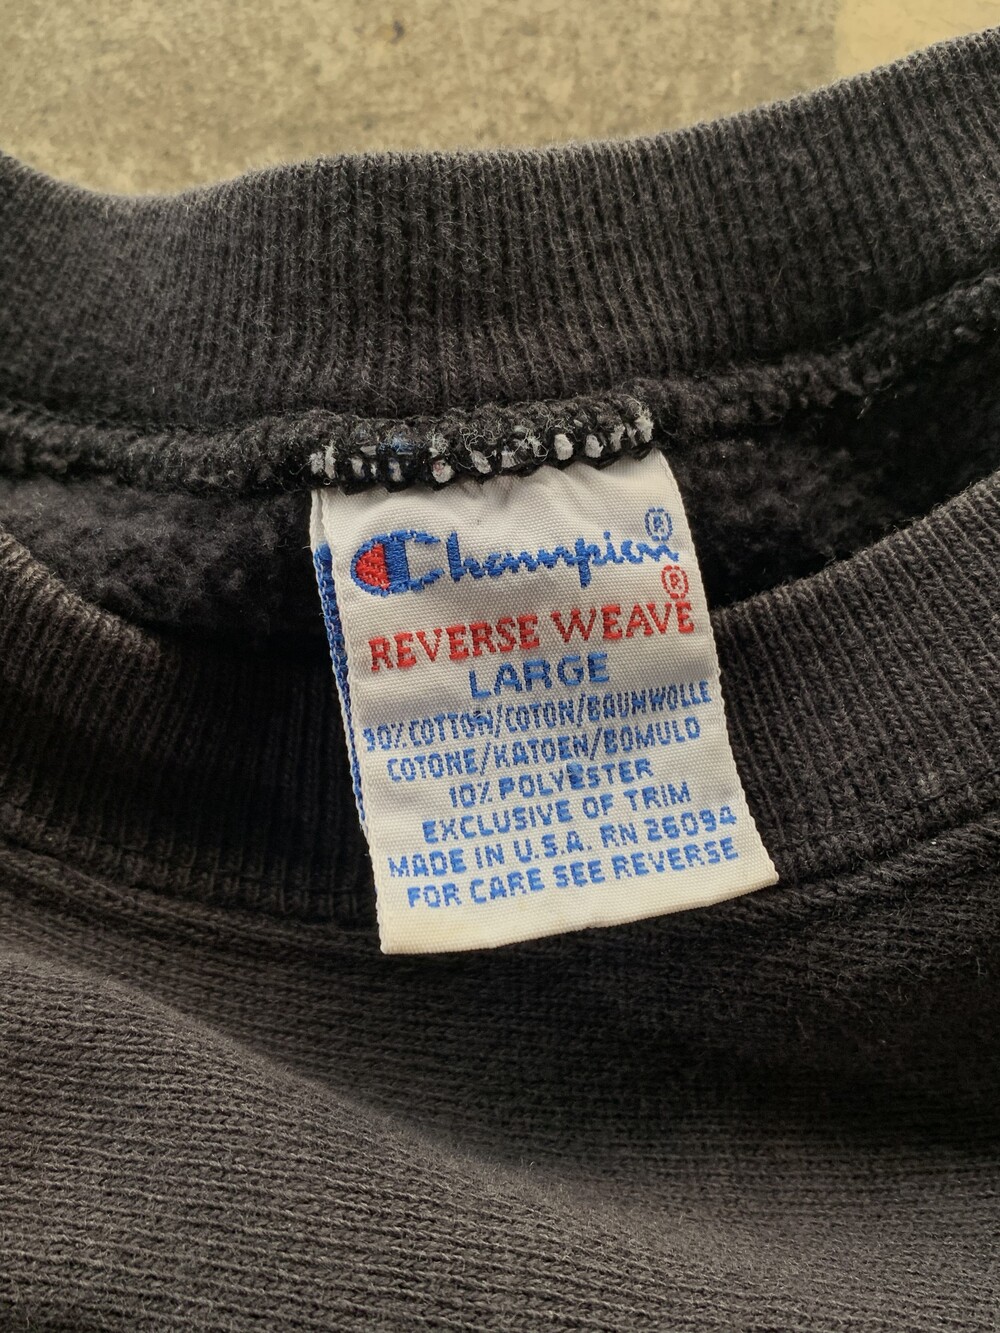 Champion®
REVERSE WEAVE®
LARGE
90% COTTON/COTON/BAUMWOLLE
COTONE/KATOEN/BOMULD
10% POLYESTER
EXCLUSIVE OF TRIM
MADE IN U.S.A. RN 26094
FOR CARE SEE REVERSE